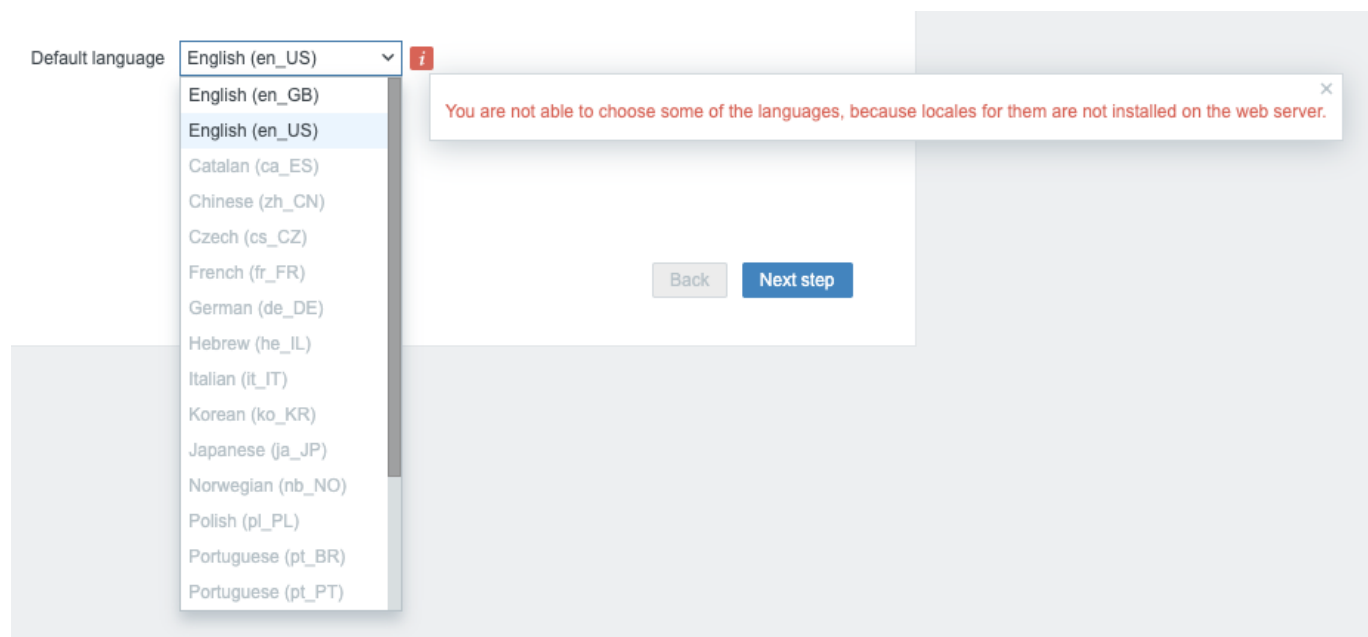 Default language English (en_US) i
×
You are not able to choose some of the languages, because locales for them are not installed on the web server.
English (en_GB)
English (en_US)
Catalan (ca_ES)
Chinese (zh_CN)
Czech (cs_CZ)
French (fr_FR)
German (de_DE)
Hebrew (he_IL)
Italian (it_IT)
Korean (ko_KR)
Japanese (ja_JP)
Norwegian (nb_NO)
Polish (pl_PL)
Portuguese (pt_BR)
Portuguese (pt_PT)
Back Next step